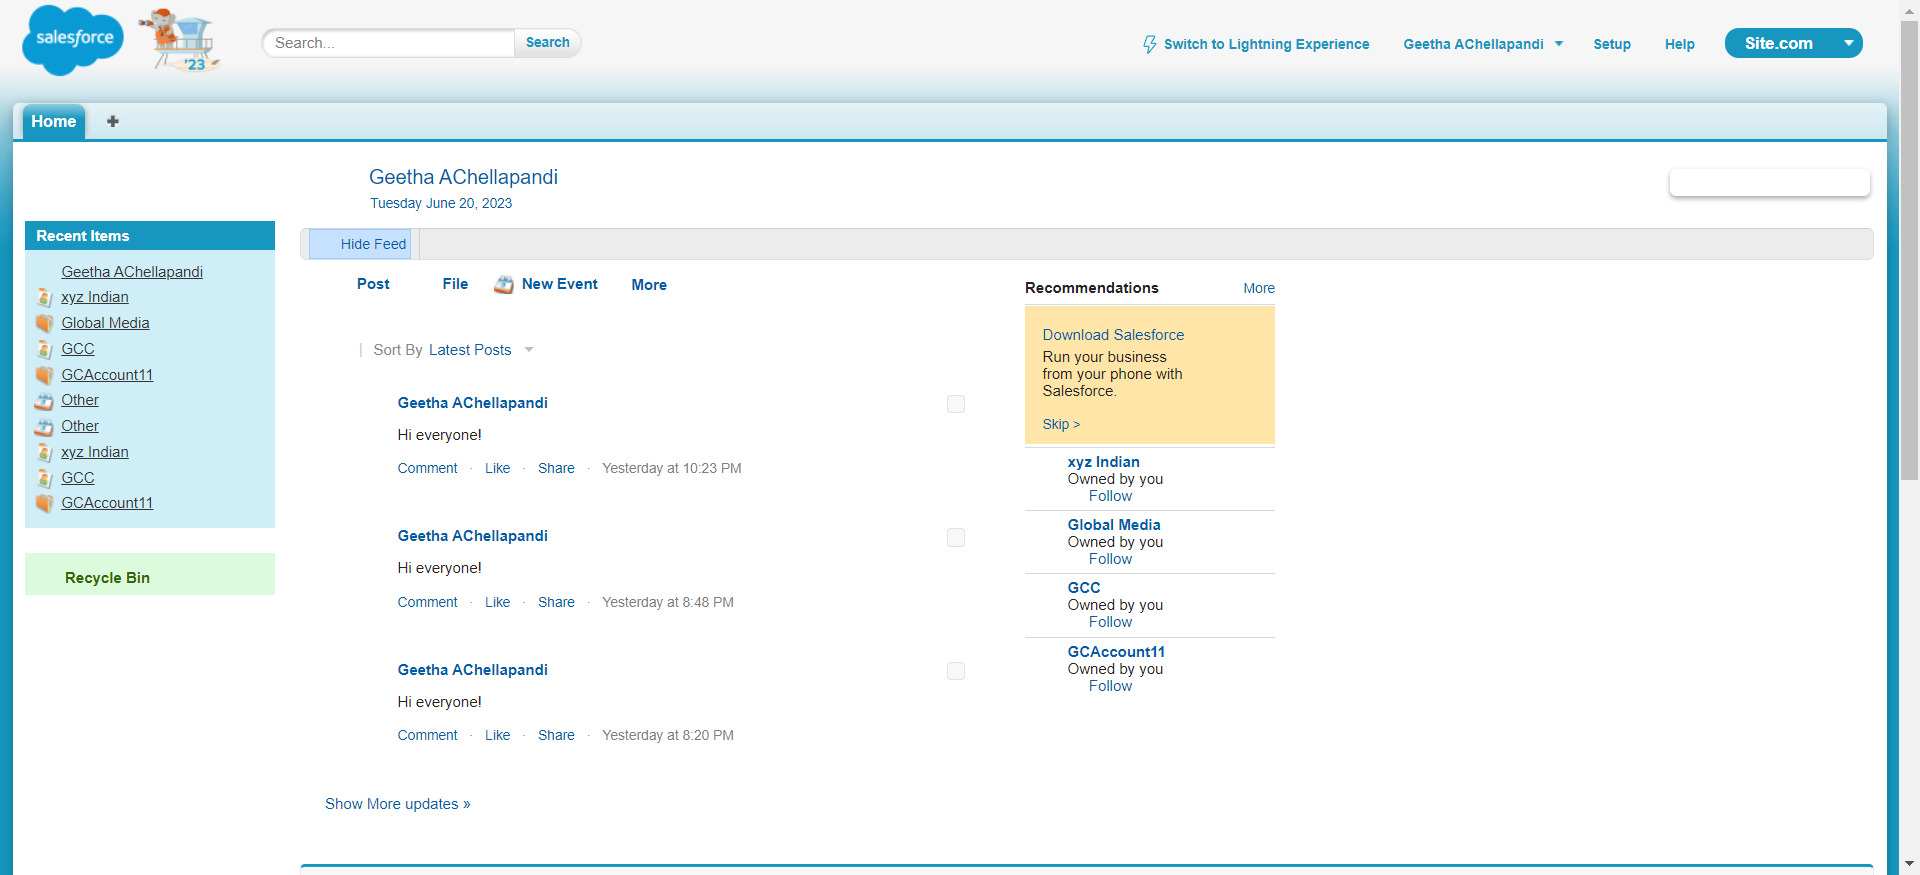 salesforce
'23
Search...
Search
Switch to Lightning Experience
Geetha AChellapandi
Setup
Help
Site.com
Home
Geetha AChellapandi
Tuesday June 20, 2023
Recent Items
Geetha AChellapandi
xyz Indian
Global Media
GCC
GCAccount11
Other
Other
xyz Indian
GCC
GCAccount11
Recycle Bin
Hide Feed
Post
File
New Event
More
Sort By Latest Posts
Geetha AChellapandi
Hi everyone!
Comment · Like · Share · Yesterday at 10:23 PM
Geetha AChellapandi
Hi everyone!
Comment · Like · Share · Yesterday at 8:48 PM
Geetha AChellapandi
Hi everyone!
Comment · Like · Share · Yesterday at 8:20 PM
Show More updates »
Recommendations
More
Download Salesforce
Run your business
from your phone with
Salesforce.
Skip >
xyz Indian
Owned by you
Follow
Global Media
Owned by you
Follow
GCC
Owned by you
Follow
GCAccount11
Owned by you
Follow